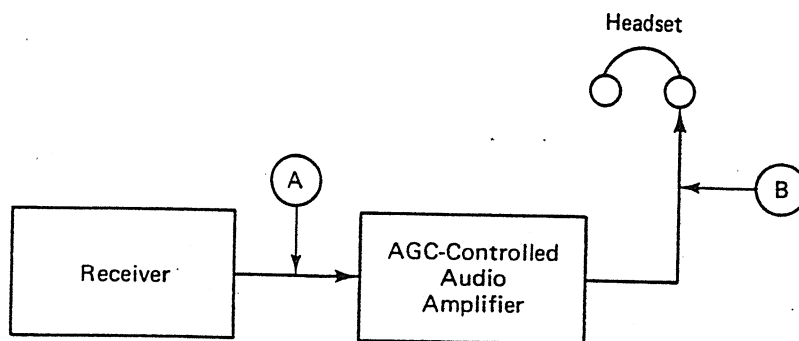 Headset
A
B
Receiver
AGC-Controlled
Audio
Amplifier